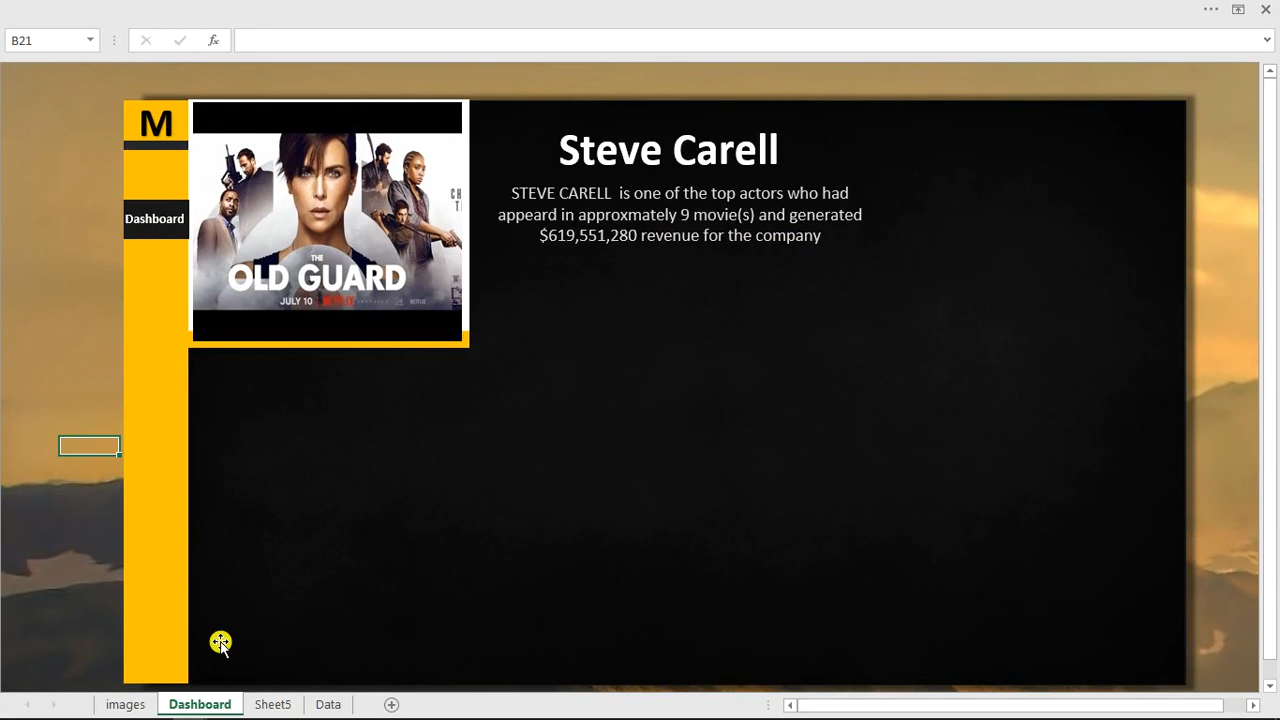 B21
fx
M
Dashboard
CH
T
THE
OLD GUARD
JULY 10
Steve Carell
STEVE CARELL is one of the top actors who had
appeard in approxmately 9 movie(s) and generated
$619,551,280 revenue for the company
images Dashboard Sheet5 Data